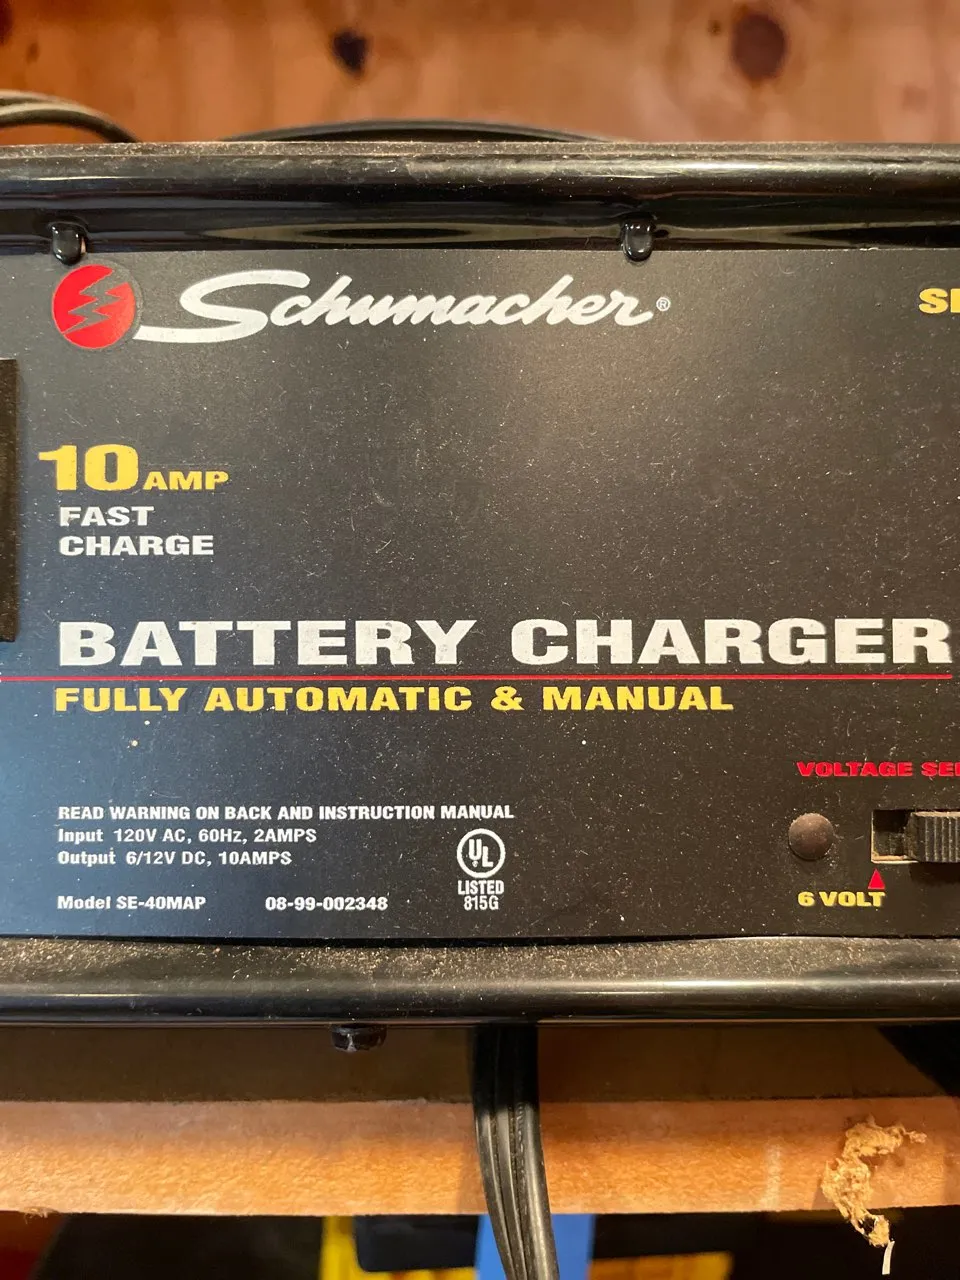 Schumacher®
10 AMP
FAST
CHARGE
BATTERY CHARGER
FULLY AUTOMATIC & MANUAL
VOLTAGE
READ WARNING ON BACK AND INSTRUCTION MANUAL
Input 120V AC, 60Hz, 2AMPS
Output 6/12V DC, 10AMPS
UL
LISTED
815G
Model SE-40MAP 08-99-002348
6 VOLT